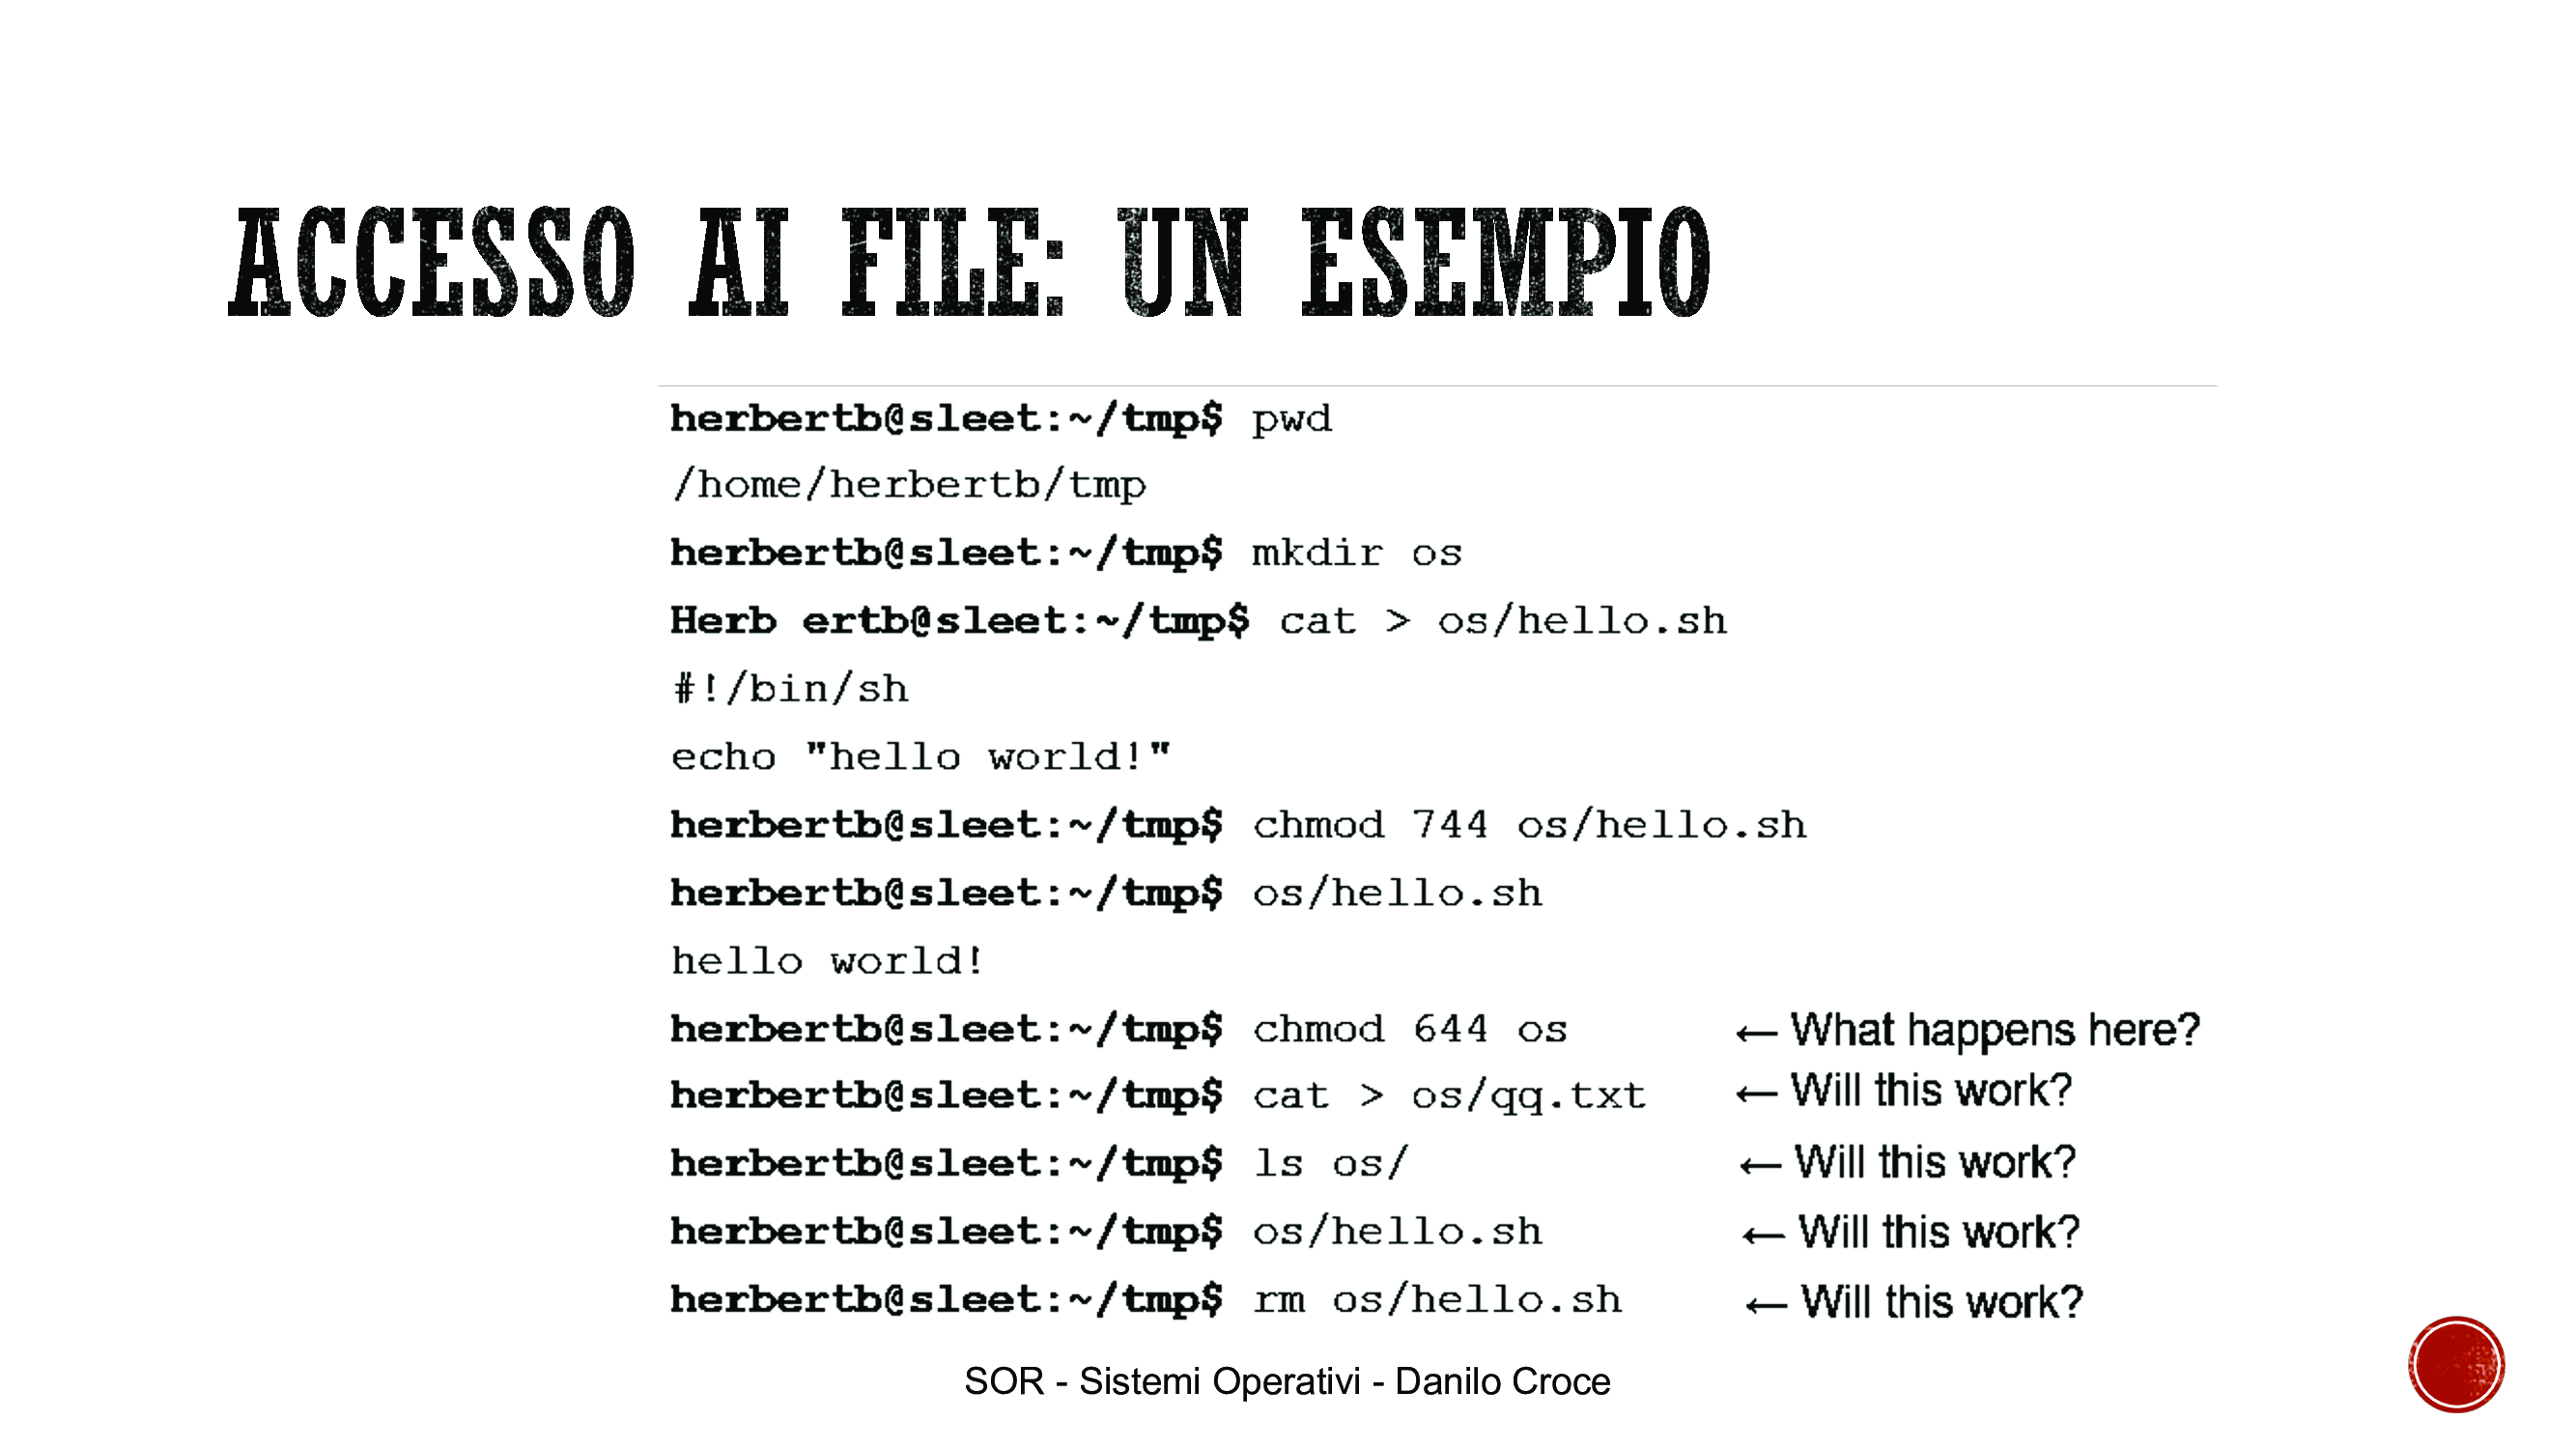 ACCESSO AI FILE: UN ESEMPIO
herbertb@sleet:~/tmp$ pwd
/home/herbertb/tmp
herbertb@sleet:~/tmp$ mkdir os
Herb ertb@sleet:~/tmp$ cat > os/hello.sh
#!/bin/sh
echo "hello world!"
herbertb@sleet:~/tmp$ chmod 744 os/hello.sh
herbertb@sleet:~/tmp$ os/hello.sh
hello world!
herbertb@sleet:~/tmp$ chmod 644 os ← What happens here?
herbertb@sleet:~/tmp$ cat > os/qq.txt ← Will this work?
herbertb@sleet:~/tmp$ ls os/ ← Will this work?
herbertb@sleet:~/tmp$ os/hello.sh ← Will this work?
herbertb@sleet:~/tmp$ rm os/hello.sh ← Will this work?
SOR - Sistemi Operativi - Danilo Croce